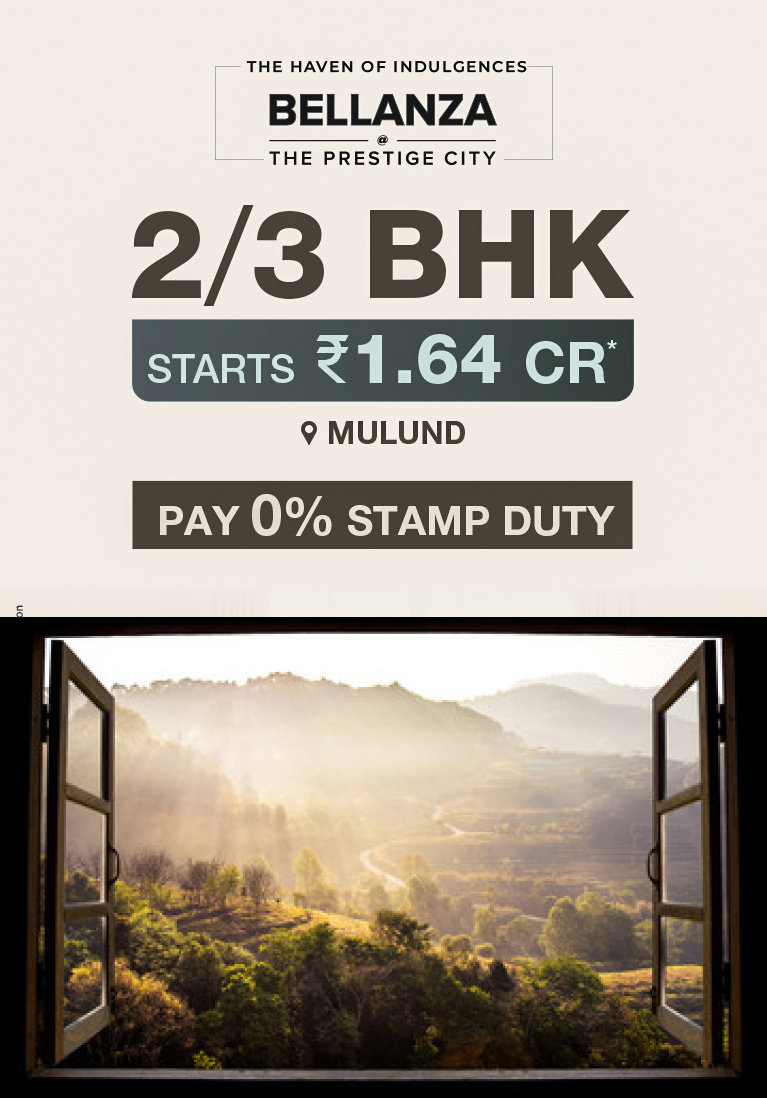 THE HAVEN OF INDULGENCES
BELLANZA
@
THE PRESTIGE CITY
2/3 BHK
STARTS ₹1.64 CR*
MULUND
PAY 0% STAMP DUTY